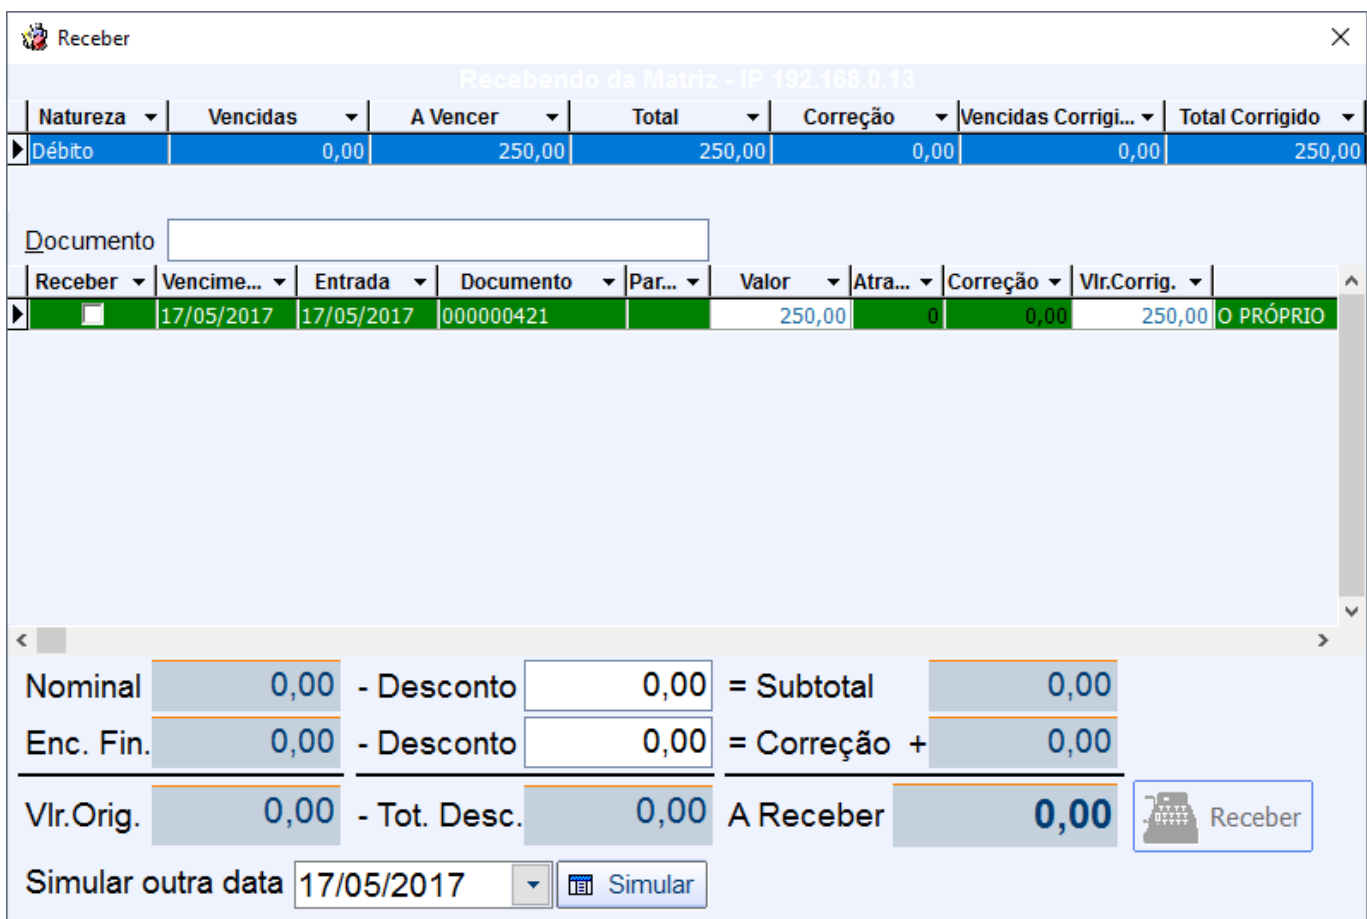 Receber
Recebendo da Matriz - IP 192.168.0.13
Natureza Vencidas A Vencer Total Correção Vencidas Corrigi... Total Corrigido
Débito 0,00 250,00 250,00 0,00 0,00 250,00
Documento
Receber Vencime... Entrada Documento Par... Valor Atra... Correção Vlr.Corrig.
17/05/2017 17/05/2017 000000421 250,00 0 0,00 250,00 O PRÓPRIO
Nominal 0,00 - Desconto 0,00 = Subtotal 0,00
Enc. Fin. 0,00 - Desconto 0,00 = Correção + 0,00
Vlr.Orig. 0,00 - Tot. Desc. 0,00 A Receber 0,00 Receber
Simular outra data 17/05/2017 Simular